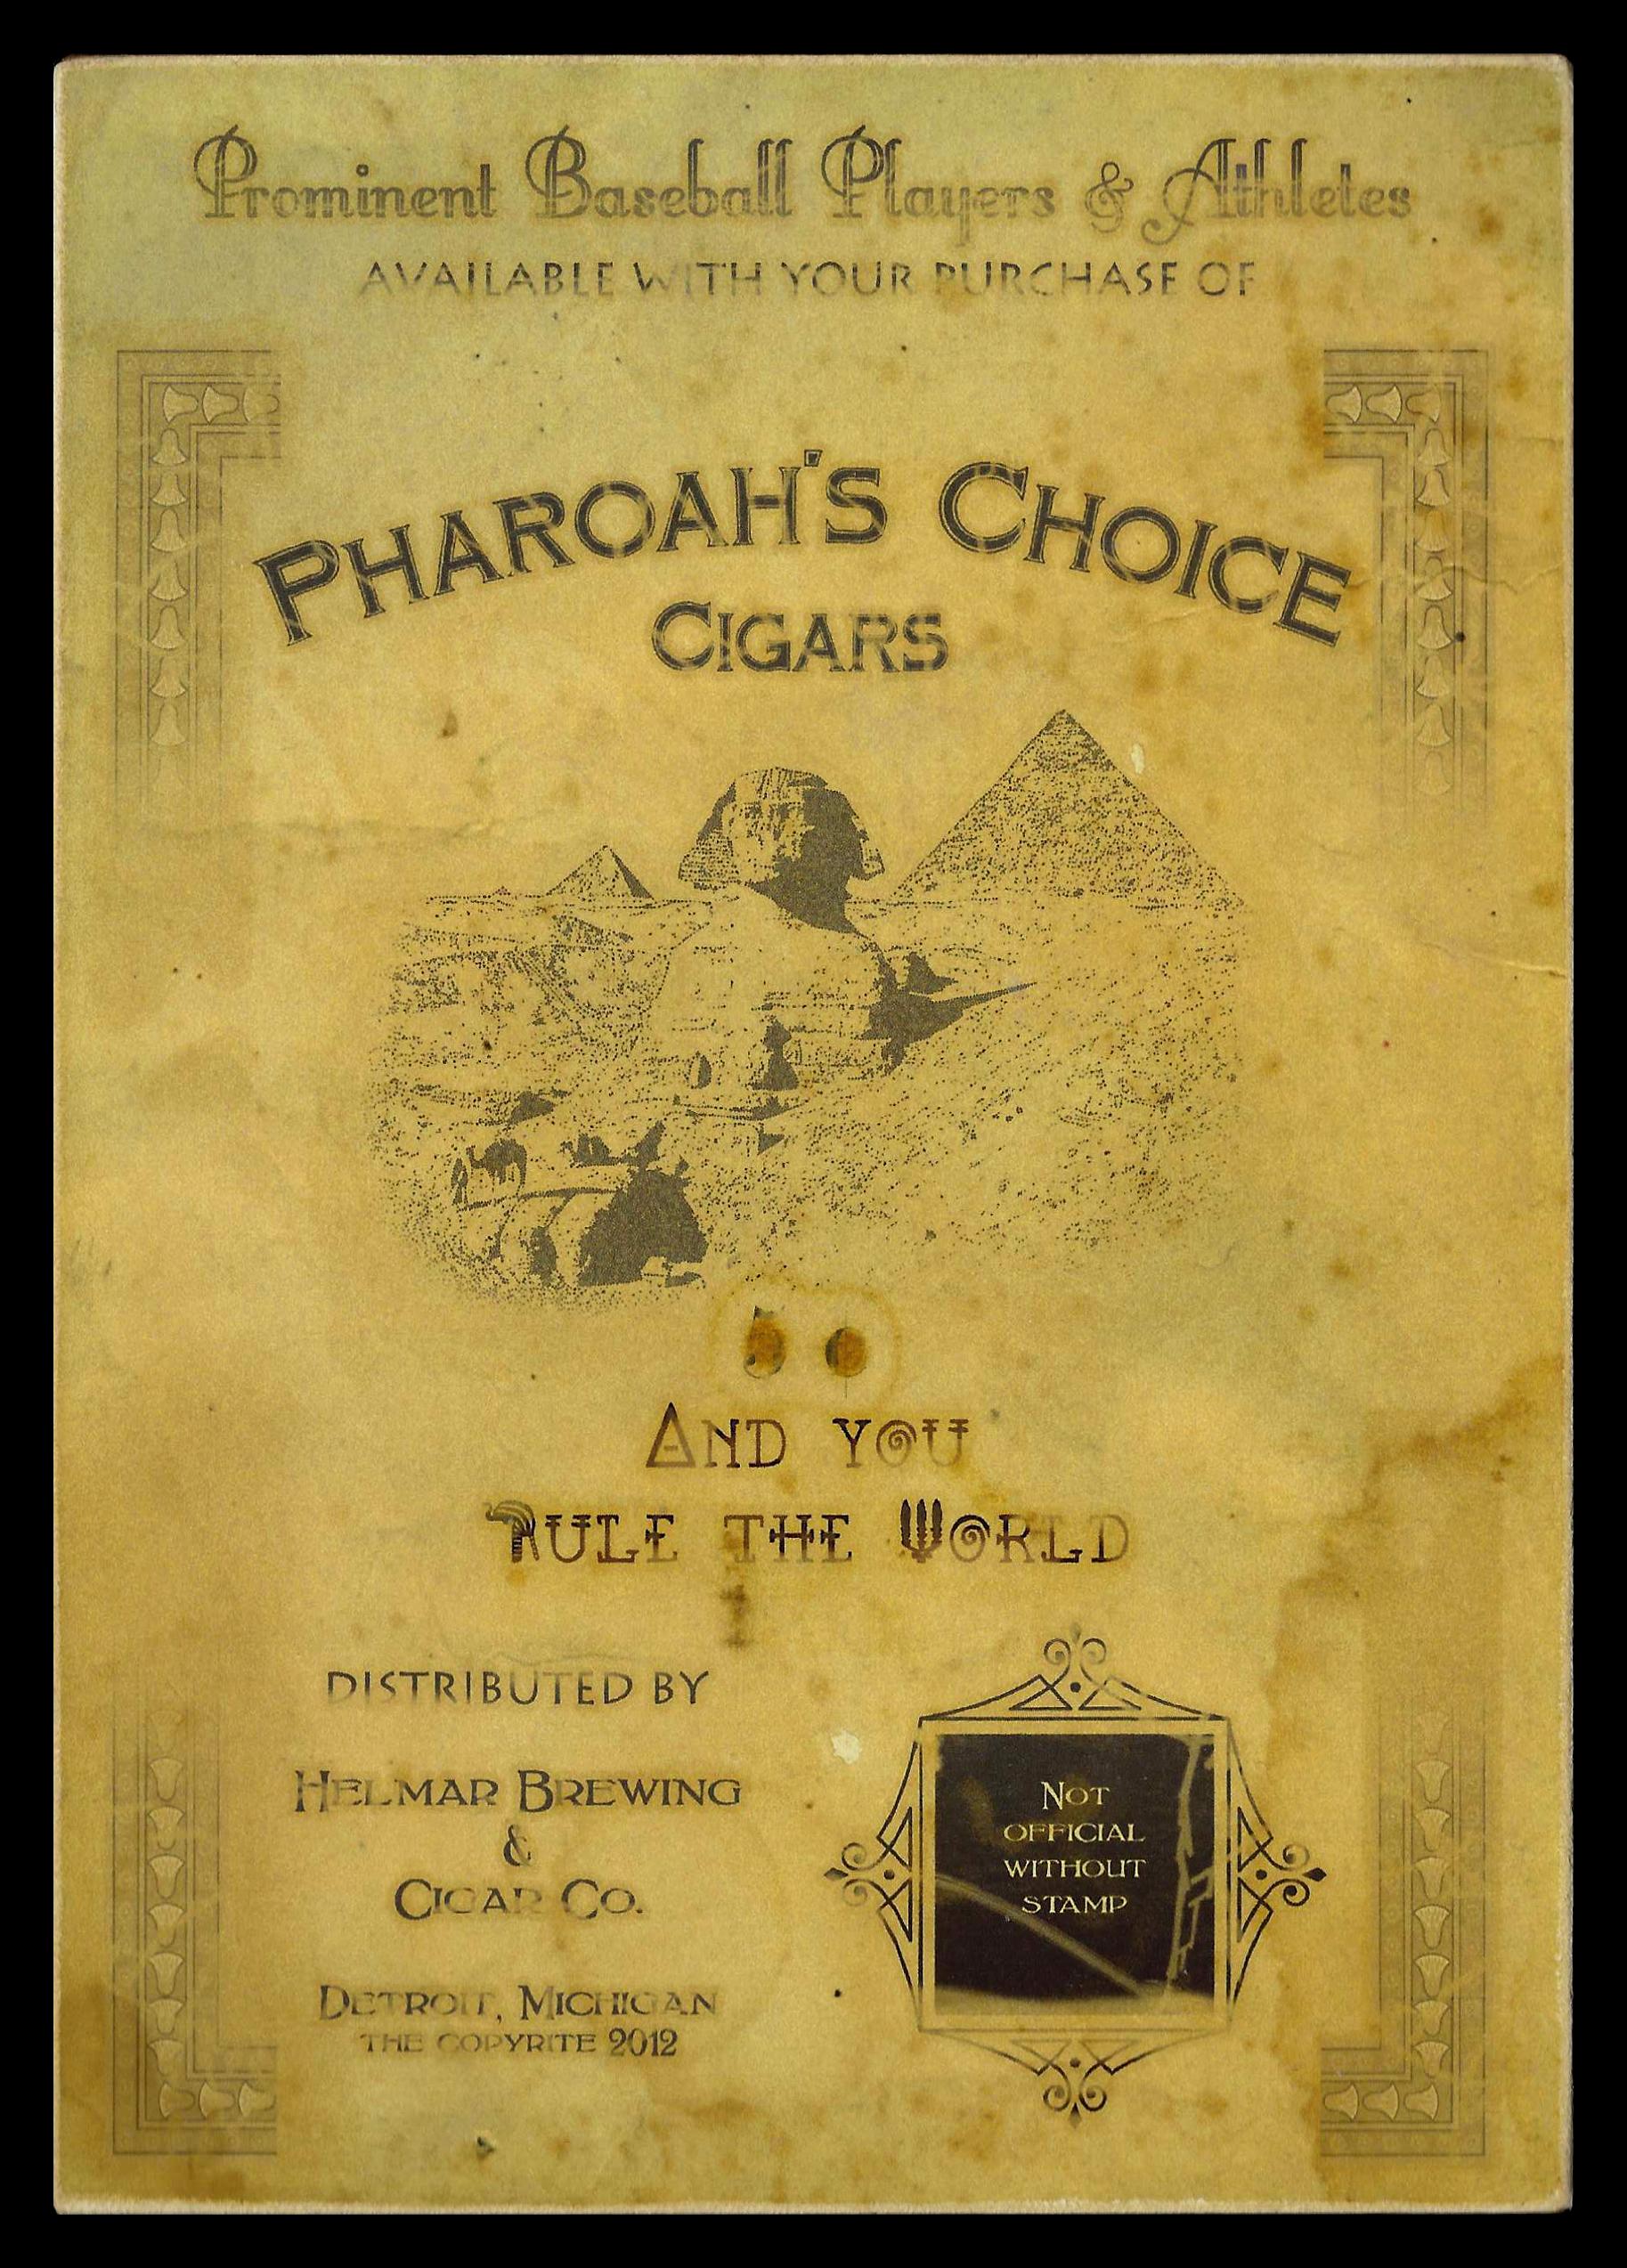 Prominent Baseball Players & Athletes
AVAILABLE WITH YOUR PURCHASE OF
PHAROAH'S CHOICE
CIGARS
5 ¢
AND YOU
RULE THE WORLD
DISTRIBUTED BY
HELMAR BREWING
&
CIGAR CO.
DETROIT, MICHIGAN
THE COPYRITE 2012
NOT
OFFICIAL
WITHOUT
STAMP